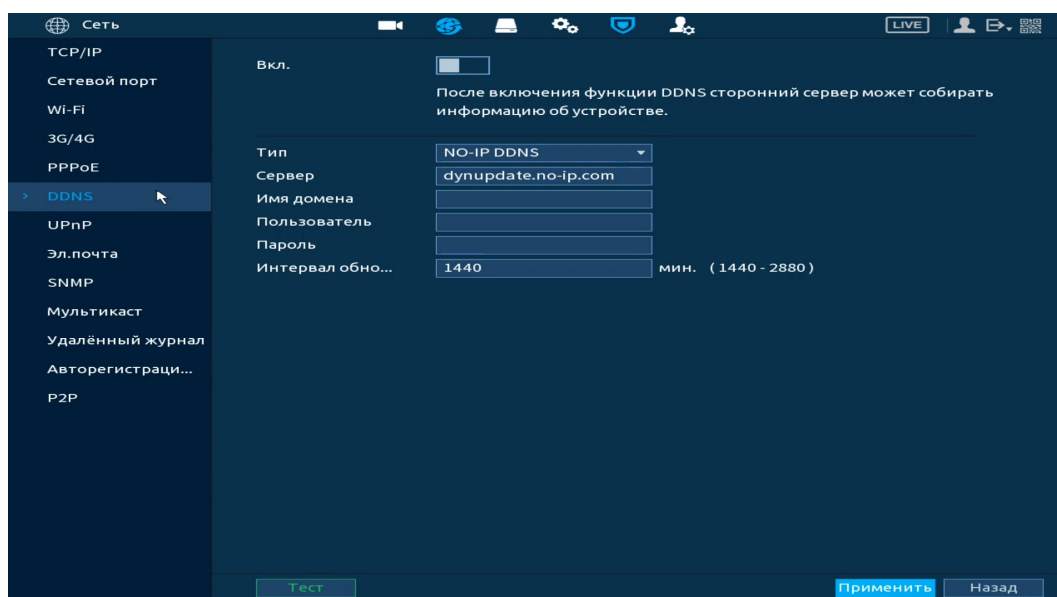 Сеть
LIVE
TCP/IP
Сетевой порт
Wi-Fi
3G/4G
PPPoE
> DDNS
UPnP
Эл.почта
SNMP
Мультикаст
Удалённый журнал
Авторегистраци...
P2P
Вкл.
После включения функции DDNS сторонний сервер может собирать
информацию об устройстве.
Тип NO-IP DDNS
Сервер dynupdate.no-ip.com
Имя домена
Пользователь
Пароль
Интервал обно... 1440 мин. (1440-2880)
Тест Применить Назад